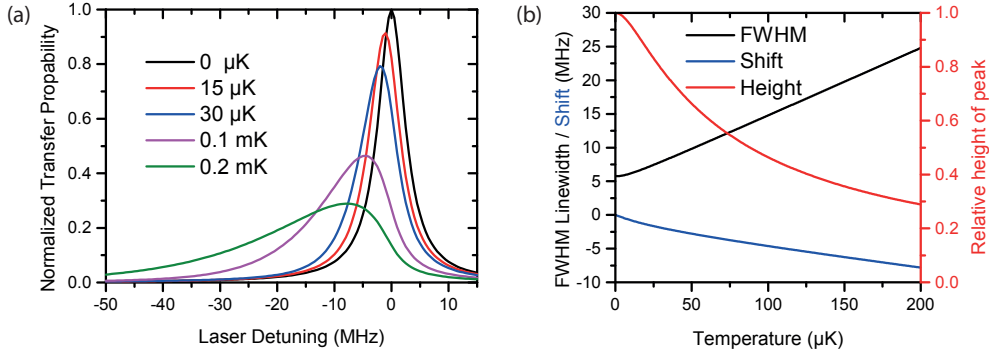 (a)
Normalized Transfer Propability
1.0
0.8
0.6
0.4
0.2
0.0
0 µK
15 µK
30 µK
0.1 mK
0.2 mK
-50 -40 -30 -20 -10 0 10
Laser Detuning (MHz)
(b)
FWHM Linewidth / Shift (MHz)
30
25
20
15
10
5
0
-5
-10
FWHM
Shift
Height
0 50 100 150 200
Temperature (µK)
1.0
0.8
0.6
0.4
0.2
0.0
Relative height of peak